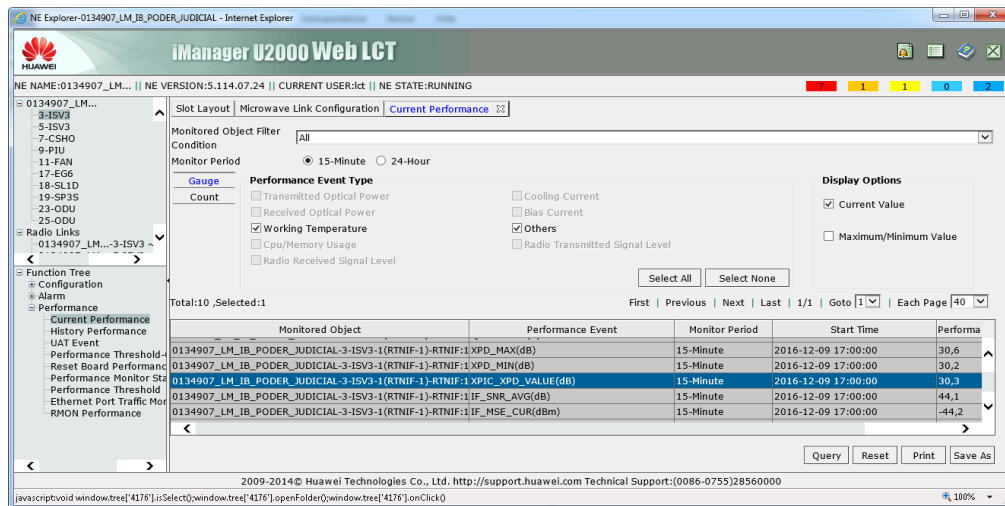 NE Explorer-0134907_LM_IB_PODER_JUDICIAL - Internet Explorer
HUAWEI
iManager U2000 Web LCT
NE NAME:0134907_LM... || NE VERSION:5.114.07.24 || CURRENT USER:lct || NE STATE:RUNNING
7 1 1 0 2
0134907_LM...
3-ISV3
5-ISV3
7-CSHO
9-PIU
11-FAN
17-EG6
18-SL1D
19-SP3S
23-ODU
25-ODU
Radio Links
0134907_LM...-3-ISV3
Function Tree
Configuration
Alarm
Performance
Current Performance
History Performance
UAT Event
Performance Threshold-
Reset Board Performanc
Performance Monitor Sta
Performance Threshold
Ethernet Port Traffic Mor
RMON Performance
Slot Layout Microwave Link Configuration Current Performance
Monitored Object Filter
Condition
All
Monitor Period 15-Minute 24-Hour
Gauge
Count
Performance Event Type
Transmitted Optical Power Cooling Current
Received Optical Power Bias Current
Working Temperature Others
Cpu/Memory Usage Radio Transmitted Signal Level
Radio Received Signal Level
Display Options
Current Value
Maximum/Minimum Value
Select All Select None
Total:10 ,Selected:1 First | Previous | Next | Last | 1/1 | Goto 1 | Each Page 40
Monitored Object Performance Event Monitor Period Start Time Performa
0134907_LM_IB_PODER_JUDICIAL-3-ISV3-1(RTNIF-1)-RTNIF:1 XPD_MAX(dB) 15-Minute 2016-12-09 17:00:00 30,6
0134907_LM_IB_PODER_JUDICIAL-3-ISV3-1(RTNIF-1)-RTNIF:1 XPD_MIN(dB) 15-Minute 2016-12-09 17:00:00 30,2
0134907_LM_IB_PODER_JUDICIAL-3-ISV3-1(RTNIF-1)-RTNIF:1 XPIC_XPD_VALUE(dB) 15-Minute 2016-12-09 17:00:00 30,3
0134907_LM_IB_PODER_JUDICIAL-3-ISV3-1(RTNIF-1)-RTNIF:1 IF_SNR_AVG(dB) 15-Minute 2016-12-09 17:00:00 44,1
0134907_LM_IB_PODER_JUDICIAL-3-ISV3-1(RTNIF-1)-RTNIF:1 IF_MSE_CUR(dBm) 15-Minute 2016-12-09 17:00:00 -44,2
Query Reset Print Save As
2009-2014© Huawei Technologies Co., Ltd. http://support.huawei.com Technical Support:(0086-0755)28560000
javascript:void window.tree['4176'].isSelect();window.tree['4176'].openFolder();window.tree['4176'].onClick() 100%